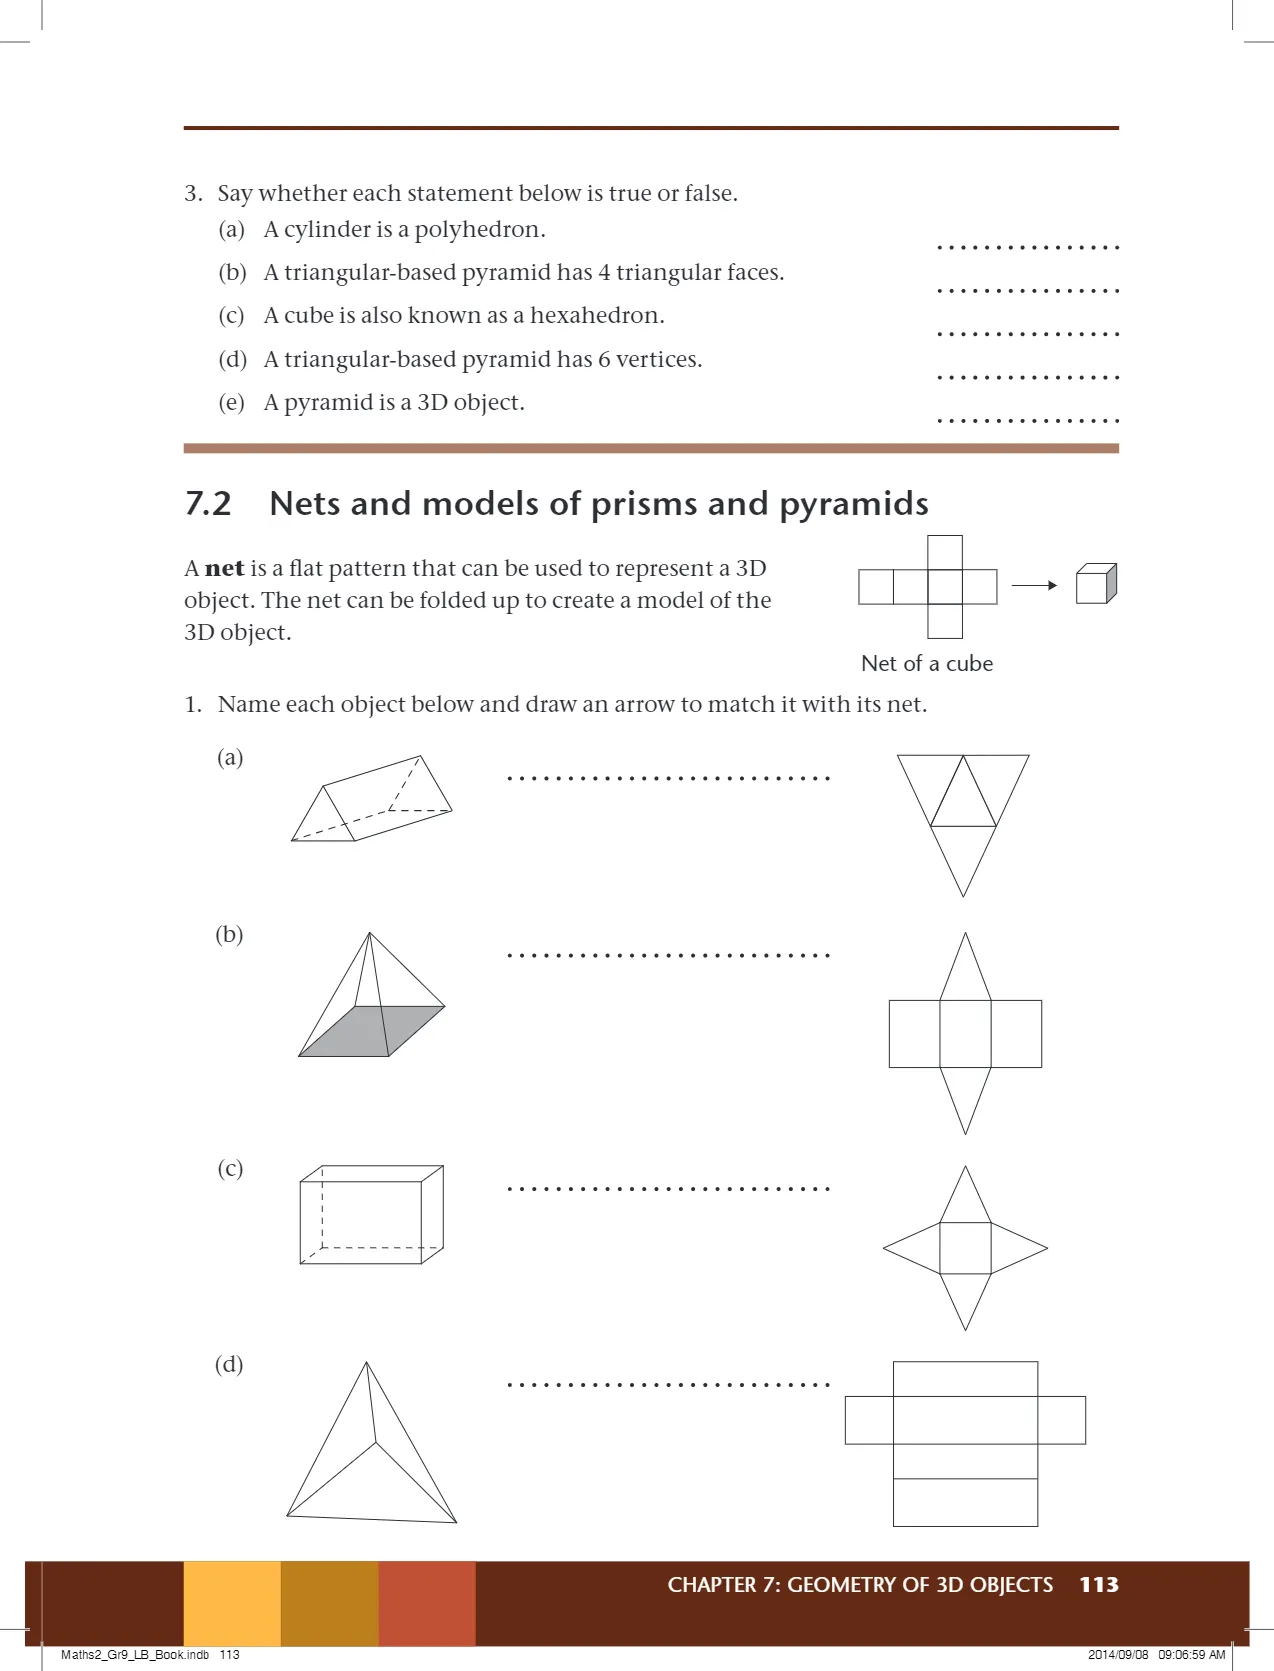 3. Say whether each statement below is true or false.
(a) A cylinder is a polyhedron. ................
(b) A triangular-based pyramid has 4 triangular faces. ................
(c) A cube is also known as a hexahedron. ................
(d) A triangular-based pyramid has 6 vertices. ................
(e) A pyramid is a 3D object. ................
7.2 Nets and models of prisms and pyramids
A net is a flat pattern that can be used to represent a 3D
object. The net can be folded up to create a model of the
3D object.
Net of a cube
1. Name each object below and draw an arrow to match it with its net.
(a) ...........................
(b) ...........................
(c) ...........................
(d) ...........................
CHAPTER 7: GEOMETRY OF 3D OBJECTS 113
Maths2_Gr9_LB_Book.indb 113
2014/09/08 09:06:59 AM